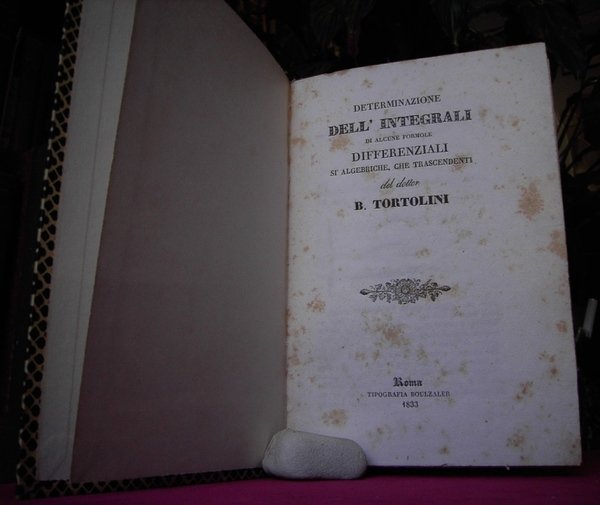 DETERMINAZIONE
DELL' INTEGRALI
DI ALCUNE FORMOLE
DIFFERENZIALI
SI ALGEBRICHE, CHE TRASCENDENTI
del dottor
B. TORTOLINI
Roma
TIPOGRAFIA BOULZALER
1833